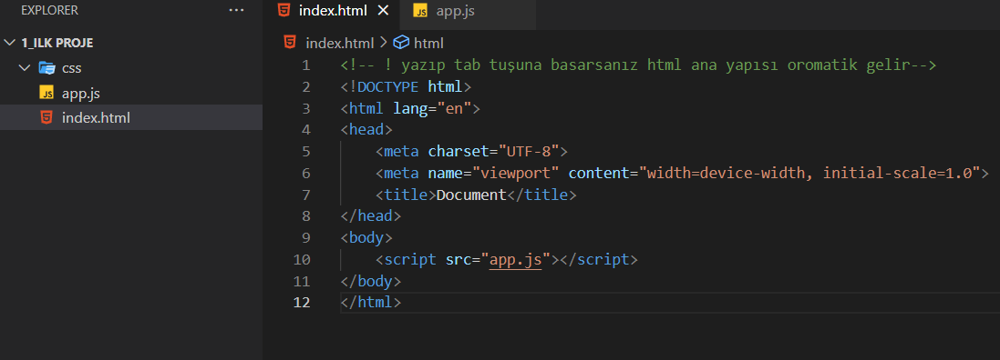 EXPLORER ...
1_ILK PROJE
css
JS app.js
index.html
index.html × JS app.js
index.html > html
1 <!-- ! yazıp tab tuşuna basarsanız html ana yapısı oromatik gelir-->
2 <!DOCTYPE html>
3 <html lang="en">
4 <head>
5     <meta charset="UTF-8">
6     <meta name="viewport" content="width=device-width, initial-scale=1.0">
7     <title>Document</title>
8 </head>
9 <body>
10     <script src="app.js"></script>
11 </body>
12 </html>